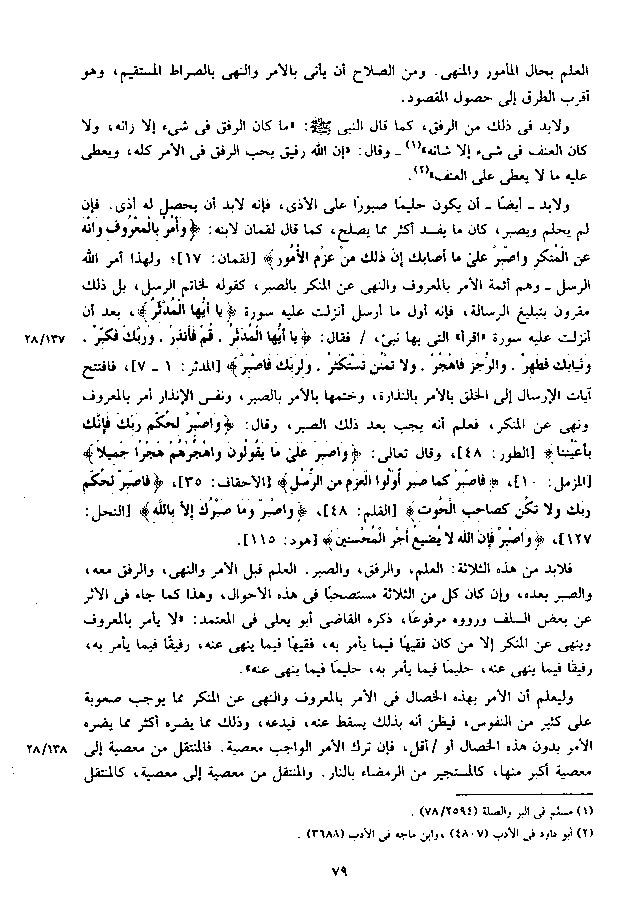 العلم بحال المأمور والمنهى. ومن الصلاح أن يأتى بالأمر والنهى بالصراط المستقيم، وهو
أقرب الطرق إلى حصول المقصود.
ولابد فى ذلك من الرفق، كما قال النبى ﷺ: «ما كان الرفق فى شىء إلا زانه، ولا
كان العنف فى شىء إلا شانه»(١) ـ وقال: «إن الله رفيق يحب الرفق فى الأمر كله، ويعطى
عليه ما لا يعطى على العنف»(٢).
ولابد ـ أيضًا ـ أن يكون حليمًا صبورًا على الأذى، فإنه لابد أن يحصل له أذى. فإن
لم يحلم ويصبر، كان ما يفسد أكثر مما يصلح، كما قال لقمان لابنه: ﴿وَأْمُرْ بِالْمَعْرُوفِ وَانْهَ
عَنِ الْمُنكَرِ وَاصْبِرْ عَلَىٰ مَا أَصَابَكَ إِنَّ ذَٰلِكَ مِنْ عَزْمِ الْأُمُورِ﴾ [لقمان: ١٧]؛ ولهذا أمر الله
الرسل ـ وهم أئمة الأمر بالمعروف والنهى عن المنكر بالصبر، كقوله لخاتم الرسل، بل ذلك
مقرون بتبليغ الرسالة، فإنه أول ما أرسل أنزلت عليه سورة ﴿يَا أَيُّهَا الْمُدَّثِّرُ﴾، بعد أن
أنزلت عليه سورة «اقرأ» التى بها نبئ، / فقال: ﴿يَا أَيُّهَا الْمُدَّثِّرُ . قُمْ فَأَنذِرْ . وَرَبَّكَ فَكَبِّرْ . ٢٨/١٣٧
وَثِيَابَكَ فَطَهِّرْ . وَالرُّجْزَ فَاهْجُرْ . وَلَا تَمْنُن تَسْتَكْثِرُ . وَلِرَبِّكَ فَاصْبِرْ﴾ [المدثر: ١ ـ ٧]، فافتتح
آيات الإرسال إلى الخلق بالأمر بالنذارة، وختمها بالأمر بالصبر، ونفس الإنذار أمر بالمعروف
ونهى عن المنكر، فعلم أنه يجب بعد ذلك الصبر، وقال: ﴿وَاصْبِرْ لِحُكْمِ رَبِّكَ فَإِنَّكَ
بِأَعْيُنِنَا﴾ [الطور: ٤٨]، وقال تعالى: ﴿وَاصْبِرْ عَلَىٰ مَا يَقُولُونَ وَاهْجُرْهُمْ هَجْرًا جَمِيلًا﴾
[المزمل: ١٠]، ﴿فَاصْبِرْ كَمَا صَبَرَ أُوْلُوا الْعَزْمِ مِنَ الرُّسُلِ﴾ [الأحقاف: ٣٥]، ﴿فَاصْبِرْ لِحُكْمِ
رَبِّكَ وَلَا تَكُن كَصَاحِبِ الْحُوتِ﴾ [القلم: ٤٨]، ﴿وَاصْبِرْ وَمَا صَبْرُكَ إِلَّا بِاللَّهِ﴾ [النحل:
١٢٧]، ﴿وَاصْبِرْ فَإِنَّ اللَّهَ لَا يُضِيعُ أَجْرَ الْمُحْسِنِينَ﴾ [هود: ١١٥].
فلابد من هذه الثلاثة: العلم، والرفق، والصبر. العلم قبل الأمر والنهى، والرفق معه،
والصبر بعده، وإن كان كل من الثلاثة مستصحبًا فى هذه الأحوال، وهذا كما جاء فى الأثر
عن بعض السلف ورووه مرفوعًا، ذكره القاضى أبو يعلى فى المعتمد: «لا يأمر بالمعروف
وينهى عن المنكر إلا من كان فقيهًا فيما يأمر به، فقيهًا فيما ينهى عنه، رفيقًا فيما يأمر به،
رفيقًا فيما ينهى عنه، حليمًا فيما يأمر به، حليمًا فيما ينهى عنه».
وليعلم أن الأمر بهذه الخصال فى الأمر بالمعروف والنهى عن المنكر مما يوجب صعوبة
على كثير من النفوس، فيظن أنه بذلك يسقط عنه، فيدعه، وذلك مما يضره أكثر مما يضره
الأمر بدون هذه الخصال أو / أقل، فإن ترك الأمر الواجب معصية. فالمنتقل من معصية إلى ٢٨/١٣٨
معصية أكبر منها، كالمستجير من الرمضاء بالنار. والمنتقل من معصية إلى معصية، كالمنتقل
(١) مسلم فى البر والصلة (٧٨/٢٥٩٤) .
(٢) أبو داود فى الأدب (٤٨٠٧) ، وابن ماجه فى الأدب (٣٦٨٨) .
٧٩